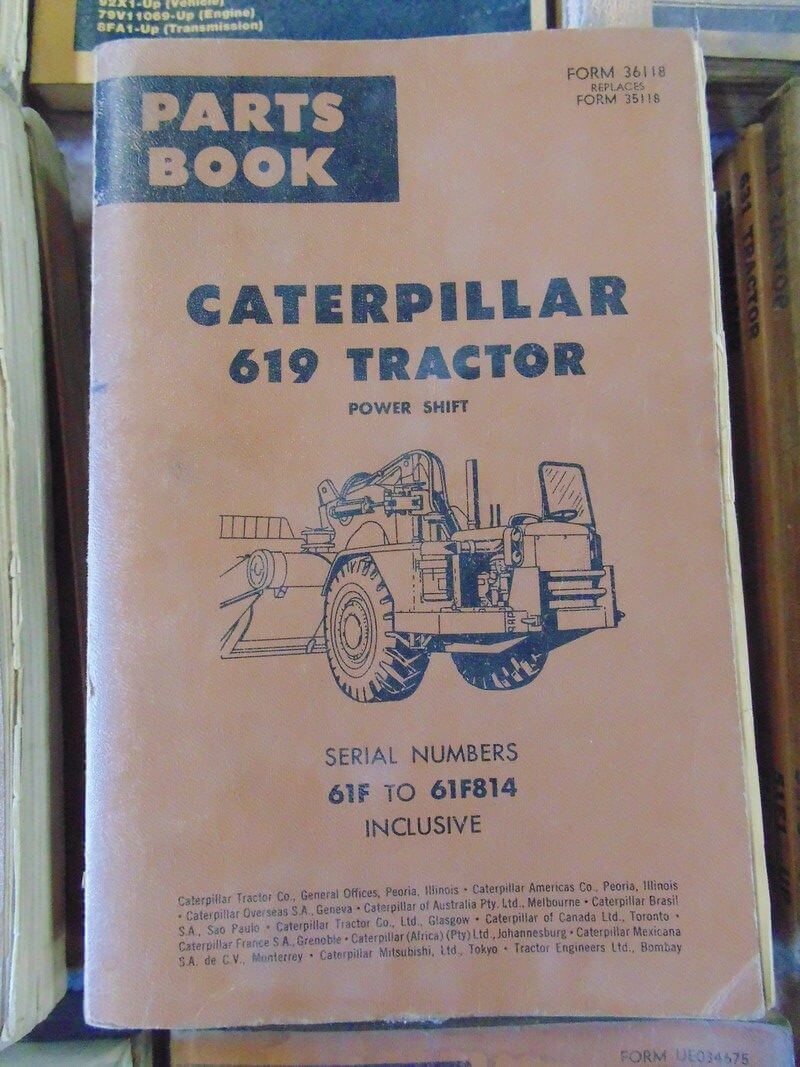 92X1-Up (Vehicle)
79V11069-Up (Engine)
8FA1-Up (Transmission)
FORM 36118
REPLACES
FORM 35118
PARTS
BOOK
CATERPILLAR
619 TRACTOR
POWER SHIFT
SERIAL NUMBERS
61F TO 61F814
INCLUSIVE
Caterpillar Tractor Co., General Offices, Peoria, Illinois • Caterpillar Americas Co., Peoria, Illinois
• Caterpillar Overseas S.A., Geneva • Caterpillar of Australia Pty. Ltd., Melbourne • Caterpillar Brasil
S.A., Sao Paulo • Caterpillar Tractor Co., Ltd., Glasgow • Caterpillar of Canada Ltd., Toronto •
Caterpillar France S.A., Grenoble • Caterpillar (Africa) (Pty) Ltd., Johannesburg • Caterpillar Mexicana
S.A. de C.V., Monterrey • Caterpillar Mitsubishi, Ltd., Tokyo • Tractor Engineers Ltd., Bombay
631 TRACTOR
FORM UE034675